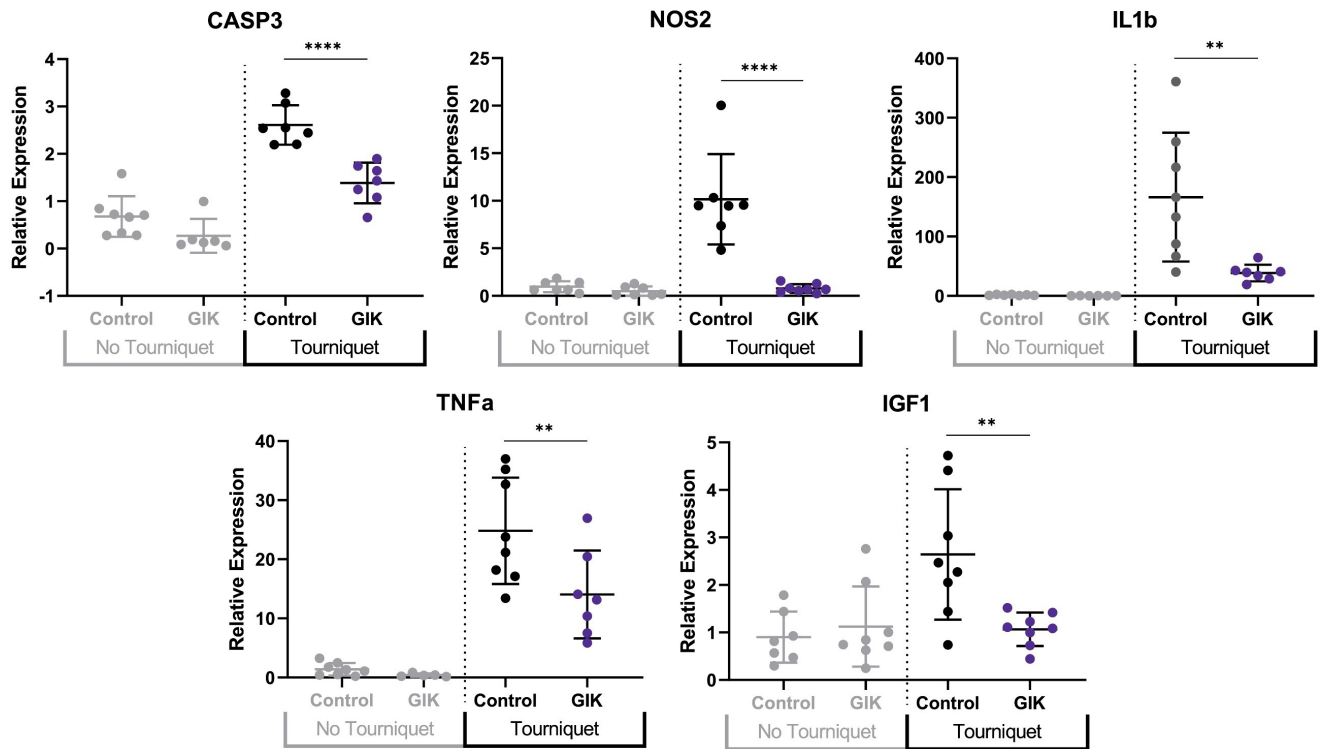 CASP3
NOS2
IL1b
**** 
4
3
2
1
0
-1
Relative Expression
Control GIK Control GIK
No Tourniquet Tourniquet
****
25
20
15
10
5
0
Relative Expression
Control GIK Control GIK
No Tourniquet Tourniquet
**
400
300
200
100
0
Relative Expression
Control GIK Control GIK
No Tourniquet Tourniquet
TNFa
IGF1
**
40
30
20
10
0
Relative Expression
Control GIK Control GIK
No Tourniquet Tourniquet
**
5
4
3
2
1
0
Relative Expression
Control GIK Control GIK
No Tourniquet Tourniquet